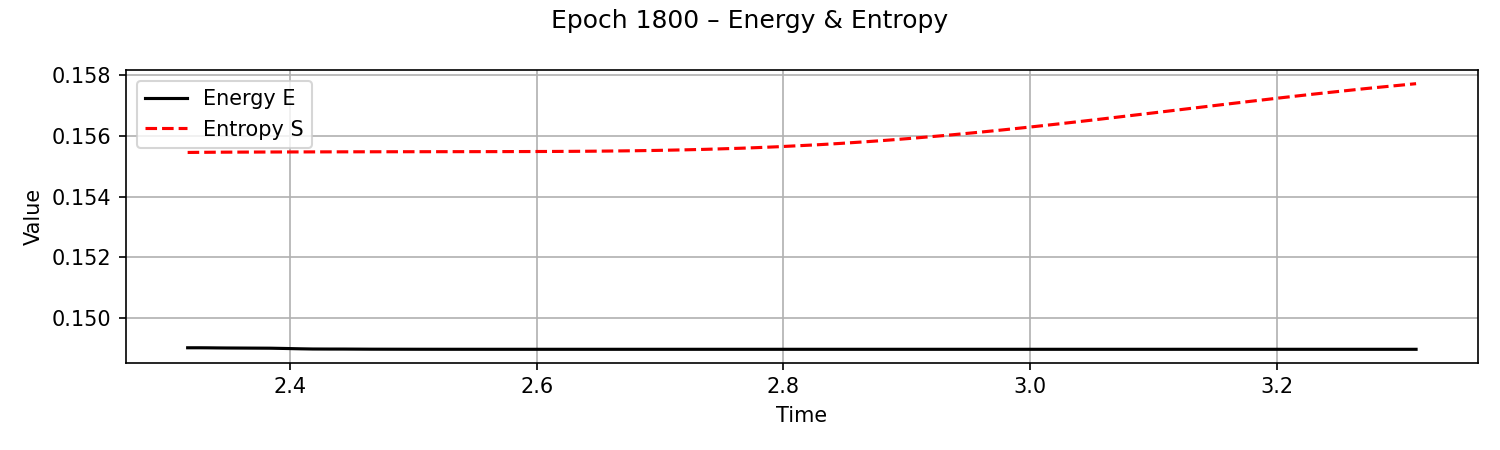 Epoch 1800 – Energy & Entropy
0.158
0.156
0.154
0.152
0.150
Value
Energy E
Entropy S
2.4 2.6 2.8 3.0 3.2
Time